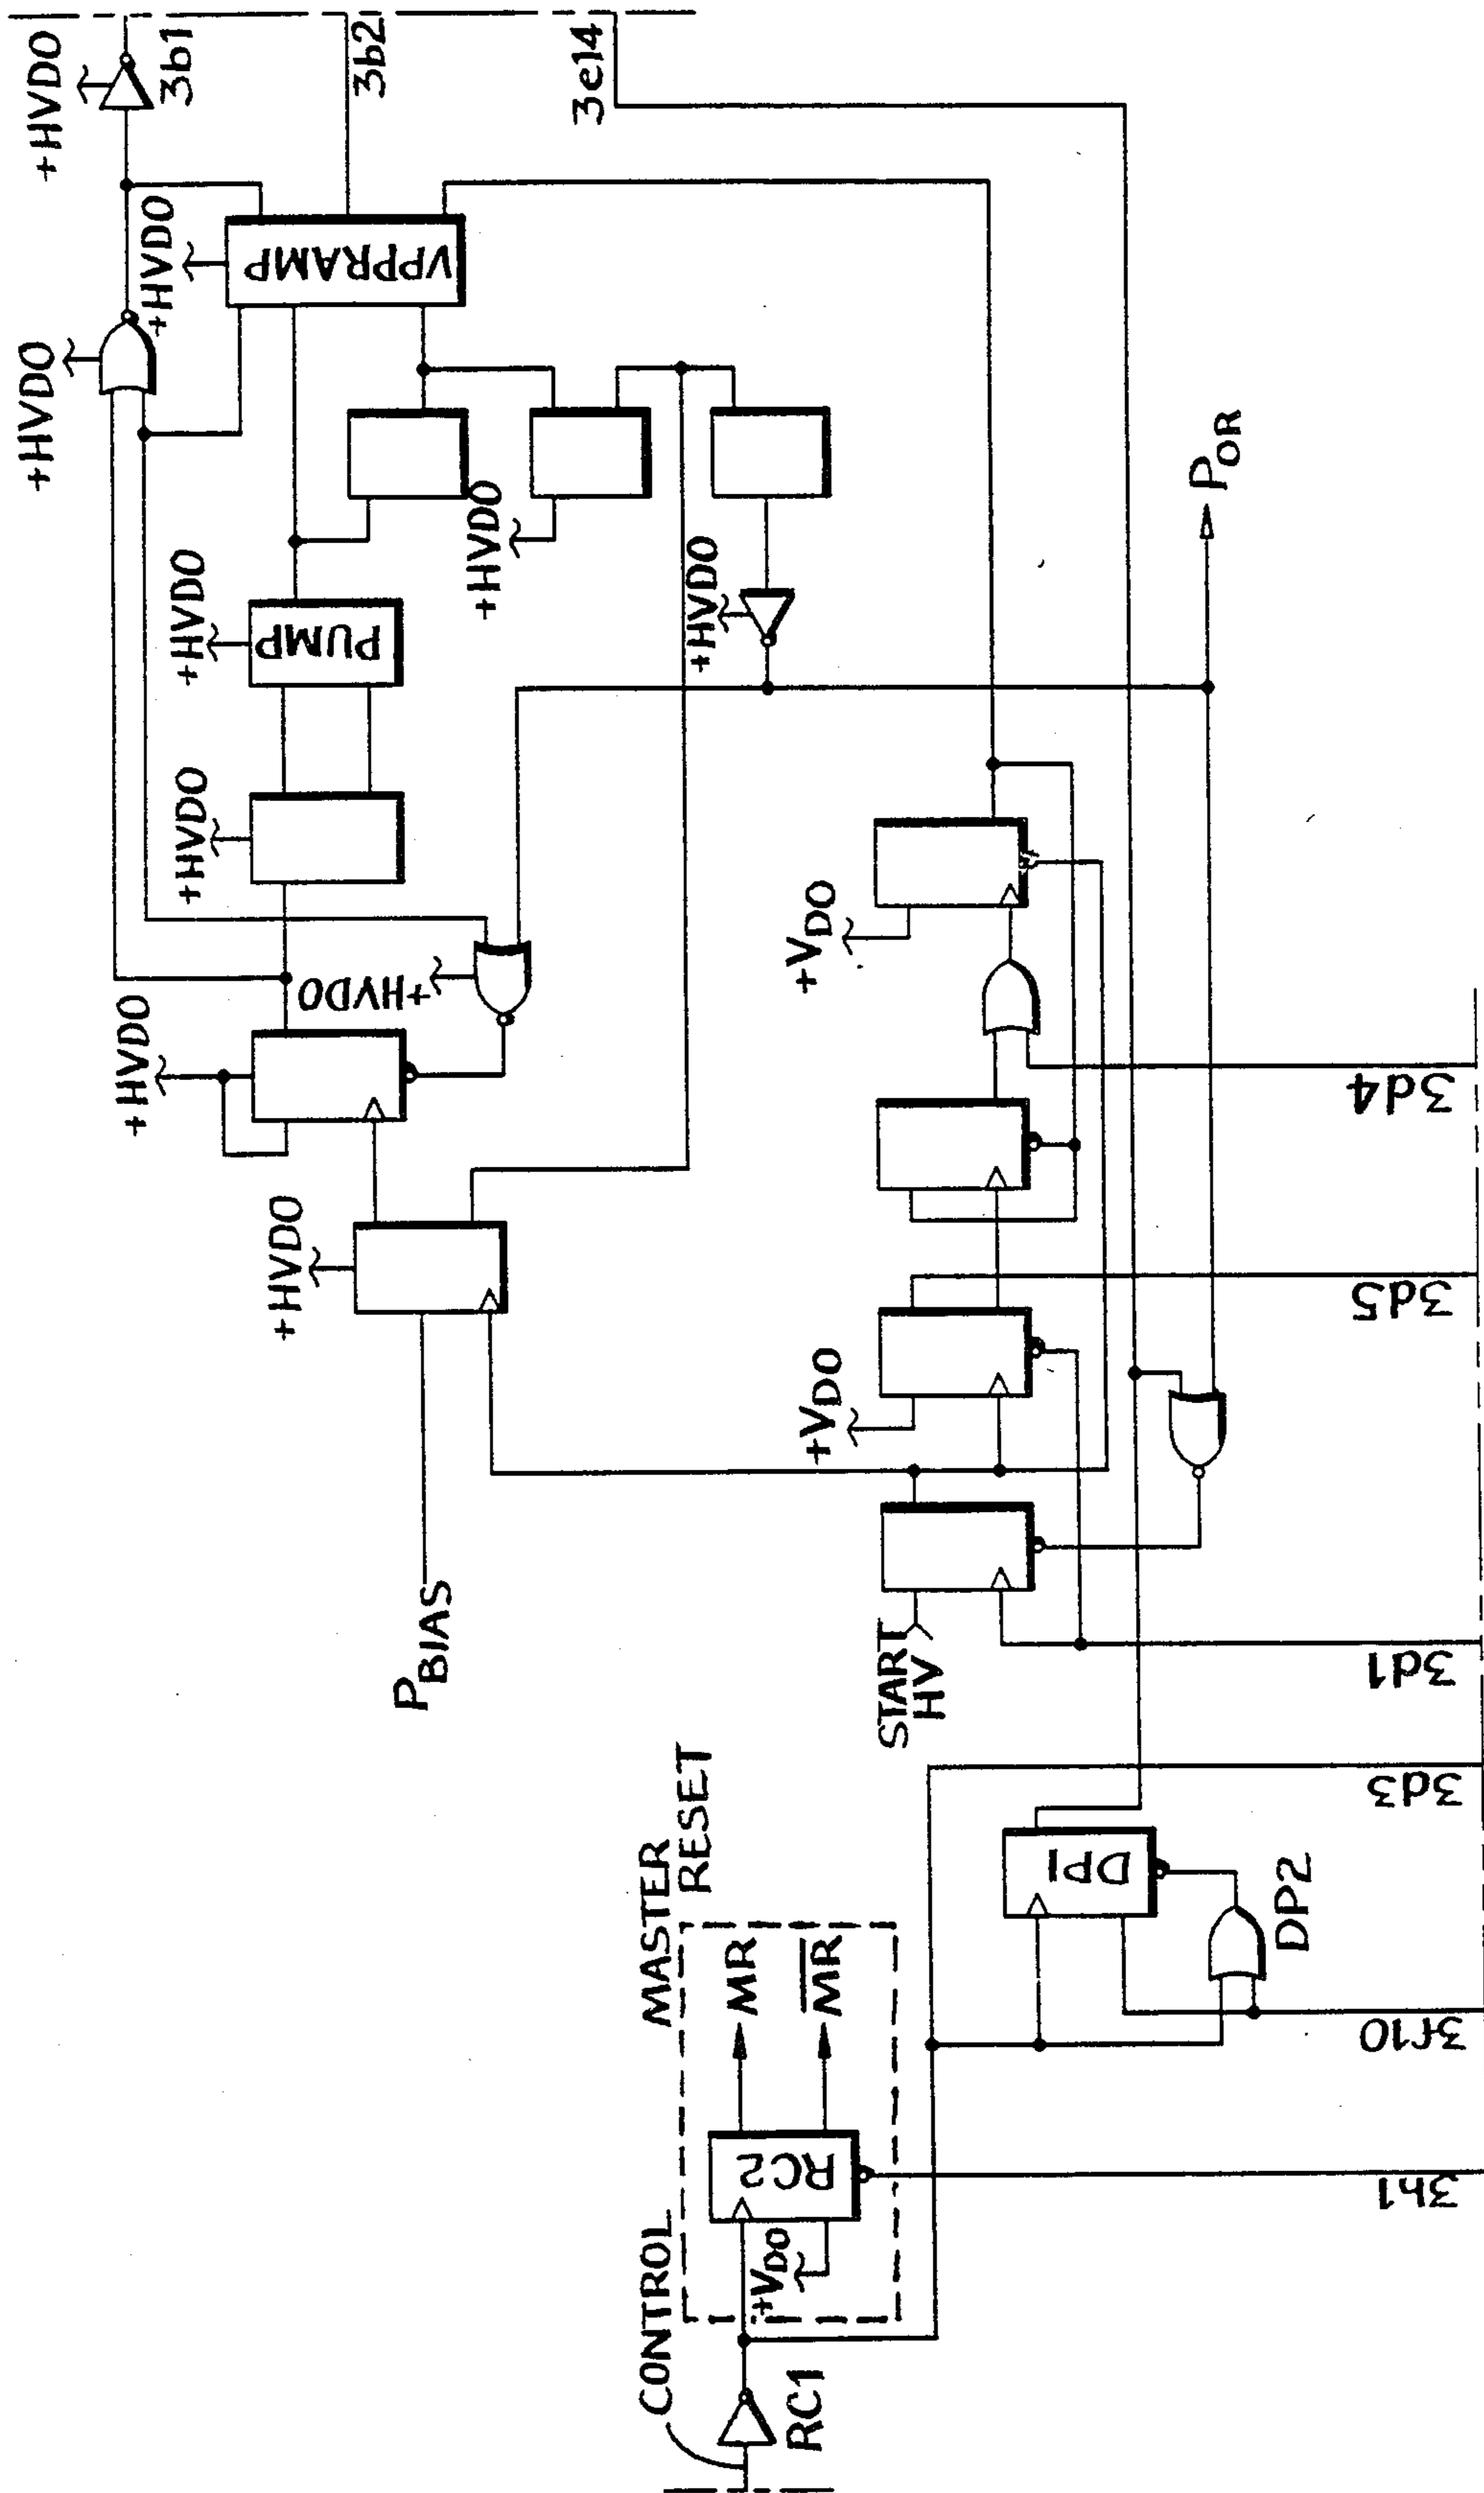 +HVDO
3b1
3b2
3e14
+HVDO
+HVDO
VPPRAMP
+HVDO
PUMP
+HVDO
+HVDO
+HVDO
+HVDO
+HVDO
+HVDO
PBIAS
POR
+VDO
+VDO
3d4
3d5
START
HV
3d1
MASTER
RESET
3d3
DP1
DP2
3f10
MR
MR
RC2
+VDO
3h1
CONTROL
RC1